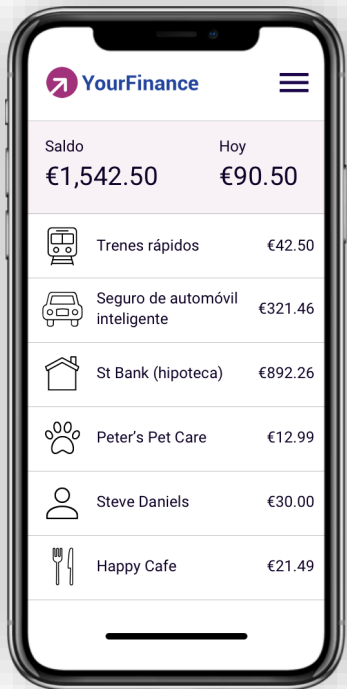 YourFinance
Saldo Hoy
€1,542.50 €90.50
Trenes rápidos €42.50
Seguro de automóvil
inteligente €321.46
St Bank (hipoteca) €892.26
Peter's Pet Care €12.99
Steve Daniels €30.00
Happy Cafe €21.49